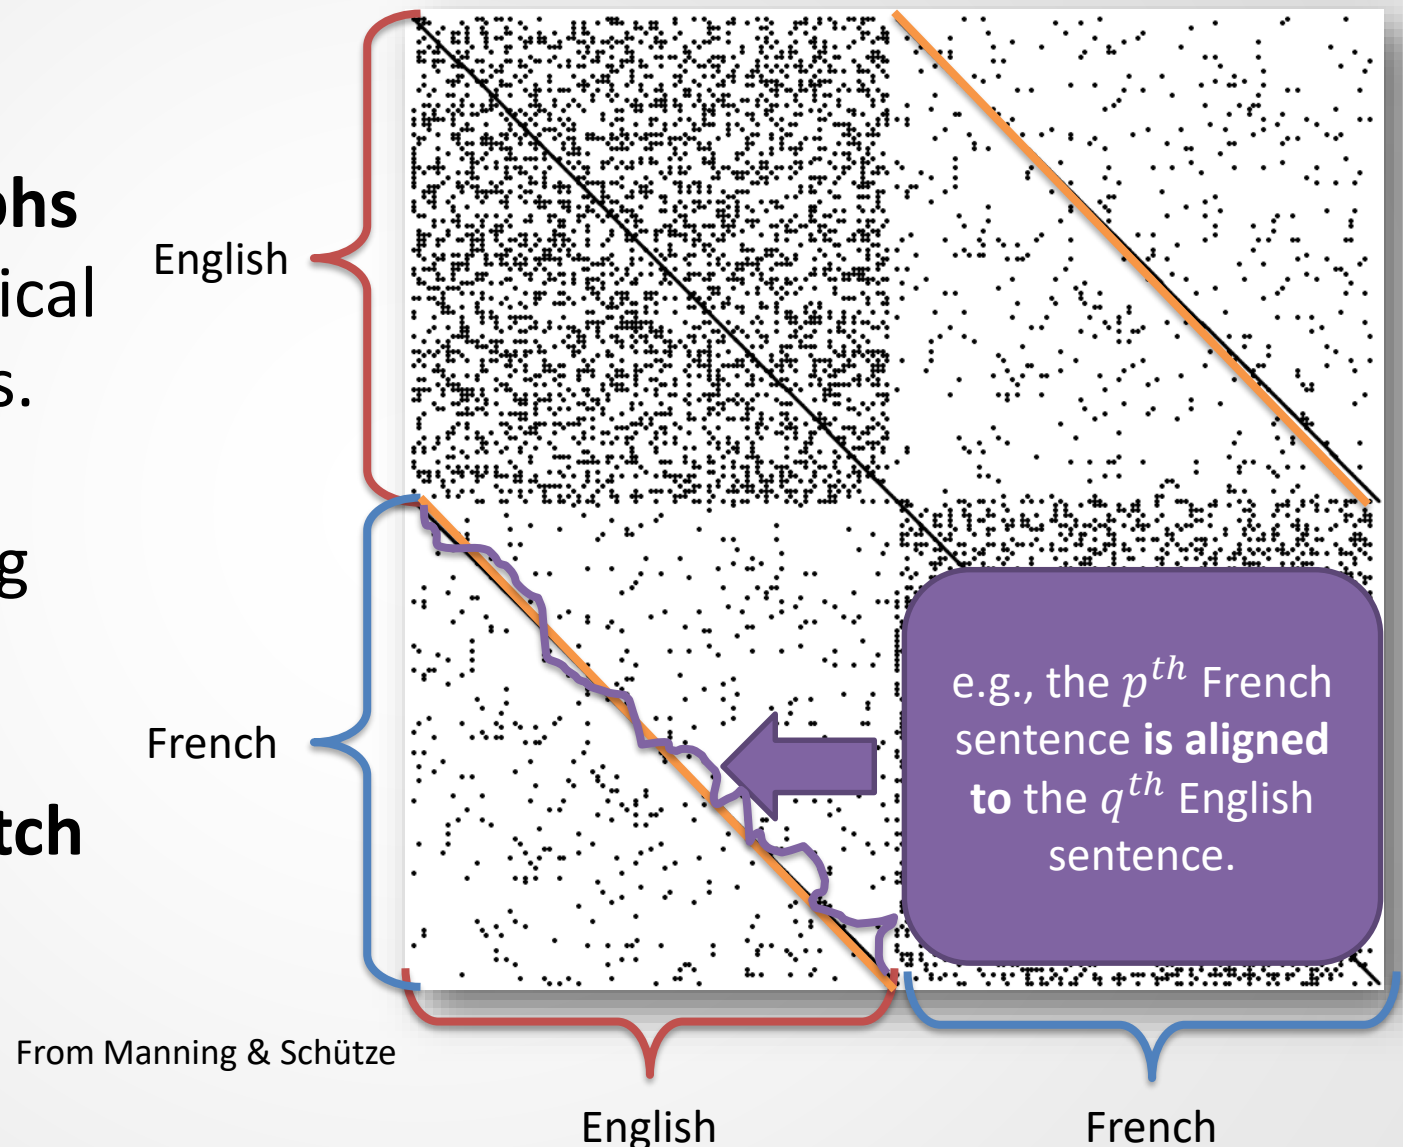 phs
ical
s.
g
tch
English
French
e.g., the pᵗʰ French
sentence is aligned
to the qᵗʰ English
sentence.
From Manning & Schütze
English
French